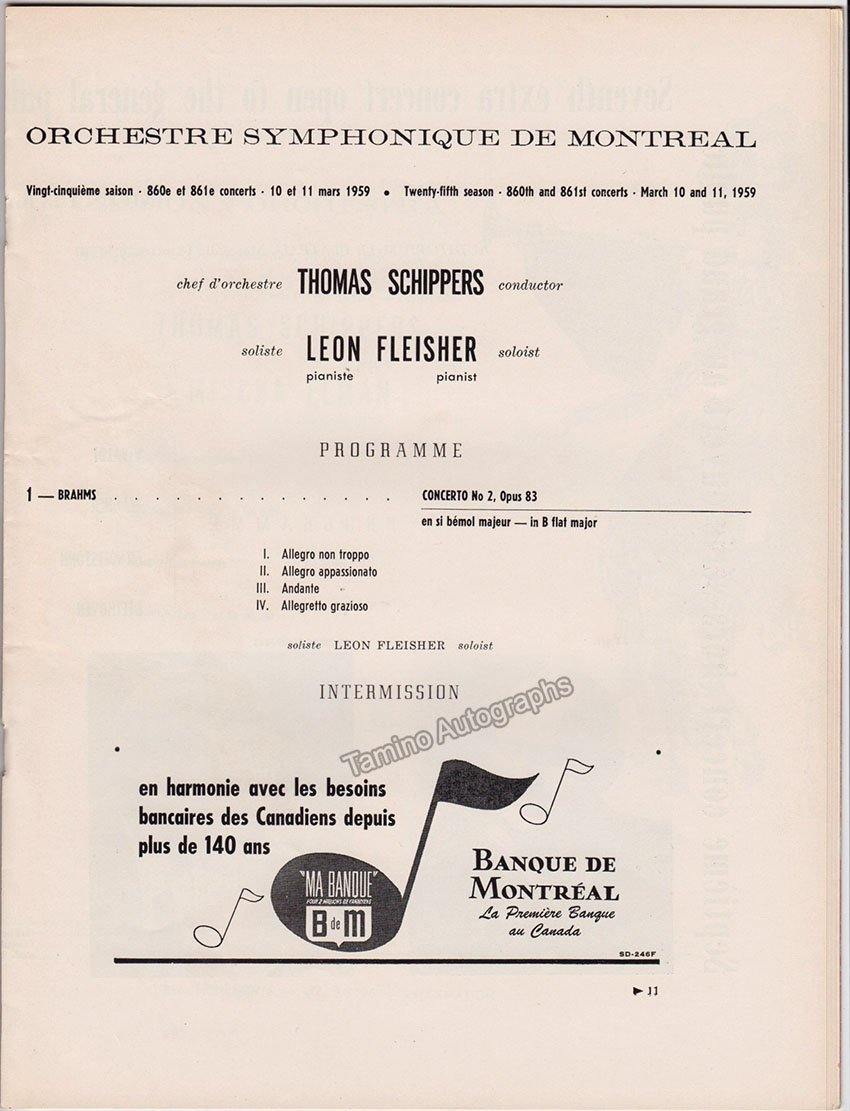 ORCHESTRE SYMPHONIQUE DE MONTREAL
Vingt-cinquième saison · 860e et 861e concerts · 10 et 11 mars 1959 • Twenty-fifth season · 860th and 861st concerts · March 10 and 11, 1959
chef d'orchestre THOMAS SCHIPPERS conductor
soliste LEON FLEISHER soloist
pianiste pianist
PROGRAMME
1 — BRAHMS . . . . . . . . . . . . . . CONCERTO No 2, Opus 83
en si bémol majeur — in B flat major
I. Allegro non troppo
II. Allegro appassionato
III. Andante
IV. Allegretto grazioso
soliste LEON FLEISHER soloist
INTERMISSION
Tamino Autographs
en harmonie avec les besoins
bancaires des Canadiens depuis
plus de 140 ans
"MA BANQUE"
POUR 2 MILLIONS DE CANADIENS
B de M
BANQUE DE
MONTRÉAL
La Première Banque
au Canada
SD-246F
► 11